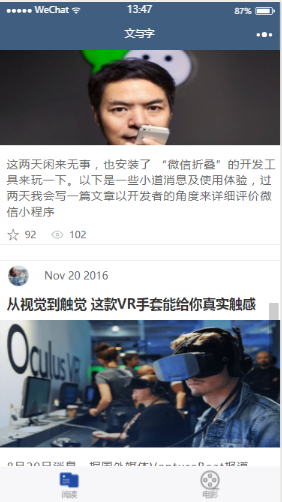 WeChat
13:47
87%
文与字
这两天闲来无事，也安装了 “微信折叠”的开发工
具来玩一下。以下是一些小道消息及使用体验，过
两天我会写一篇文章以开发者的角度来详细评价微
信小程序
92
102
Nov 20 2016
从视觉到触觉 这款VR手套能给你真实触感
Oculus VR
8月20日消息，据国外媒体VentureBeat报道
阅读
电影